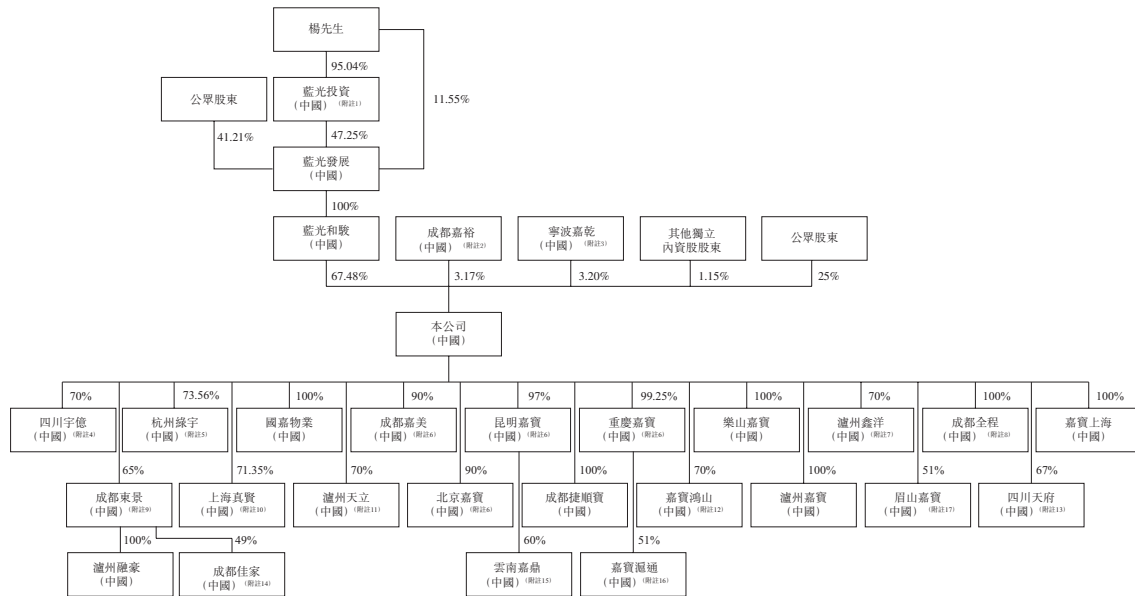 楊先生
95.04%
公眾股東
藍光投資
(中國) (附註1)
11.55%
41.21%
47.25%
藍光發展
(中國)
100%
藍光和駿
(中國)
成都嘉裕
(中國) (附註2)
寧波嘉乾
(中國) (附註3)
其他獨立
內資股股東
公眾股東
67.48%
3.17%
3.20%
1.15%
25%
本公司
(中國)
70%
73.56%
100%
90%
97%
99.25%
100%
70%
100%
100%
四川宇億
(中國) (附註4)
杭州綠宇
(中國) (附註5)
國嘉物業
(中國)
成都嘉美
(中國) (附註6)
昆明嘉寶
(中國) (附註6)
重慶嘉寶
(中國) (附註6)
樂山嘉寶
(中國)
瀘州鑫洋
(中國) (附註7)
成都全程
(中國) (附註8)
嘉寶上海
(中國)
65%
71.35%
70%
90%
100%
70%
100%
51%
67%
成都東景
(中國) (附註9)
上海真賢
(中國) (附註10)
瀘州天立
(中國) (附註11)
北京嘉寶
(中國) (附註6)
成都捷順寶
(中國)
嘉寶鴻山
(中國) (附註12)
瀘州嘉寶
(中國)
眉山嘉寶
(中國) (附註17)
四川天府
(中國) (附註13)
100%
49%
60%
51%
瀘州融豪
(中國)
成都佳家
(中國) (附註14)
雲南嘉鼎
(中國) (附註15)
嘉寶滬通
(中國) (附註16)